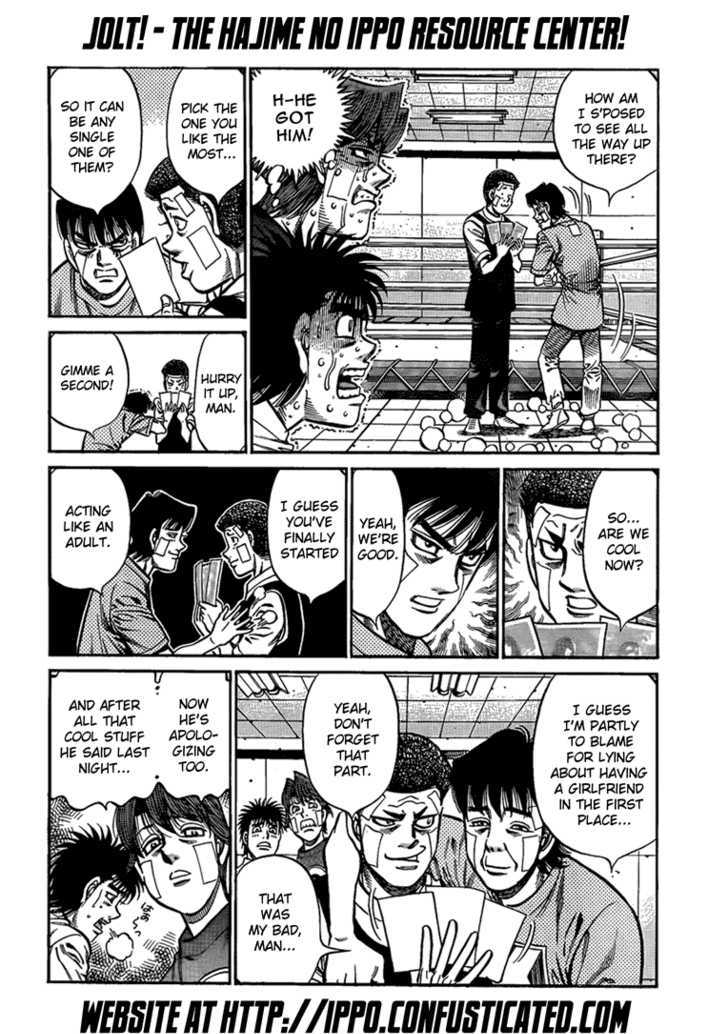 JOLT! - THE HAJIME NO IPPO RESOURCE CENTER!
HOW AM
I S'POSED
TO SEE ALL
THE WAY UP
THERE?
H-HE
GOT
HIM!
PICK THE
ONE YOU
LIKE THE
MOST...
SO IT CAN
BE ANY
SINGLE
ONE OF
THEM?
HURRY
IT UP,
MAN.
GIMME A
SECOND!
SO...
ARE WE
COOL
NOW?
YEAH,
WE'RE
GOOD.
I GUESS
YOU'VE
FINALLY
STARTED
ACTING
LIKE AN
ADULT.
I GUESS
I'M PARTLY
TO BLAME
FOR LYING
ABOUT HAVING
A GIRLFRIEND
IN THE FIRST
PLACE...
YEAH,
DON'T
FORGET
THAT
PART.
THAT
WAS MY
MY BAD,
MAN...
NOW
HE'S
APOLO-
GIZING
TOO.
AND AFTER
ALL THAT
COOL STUFF
HE SAID LAST
NIGHT...
WEBSITE AT HTTP://IPPO.CONFUSTICATED.COM